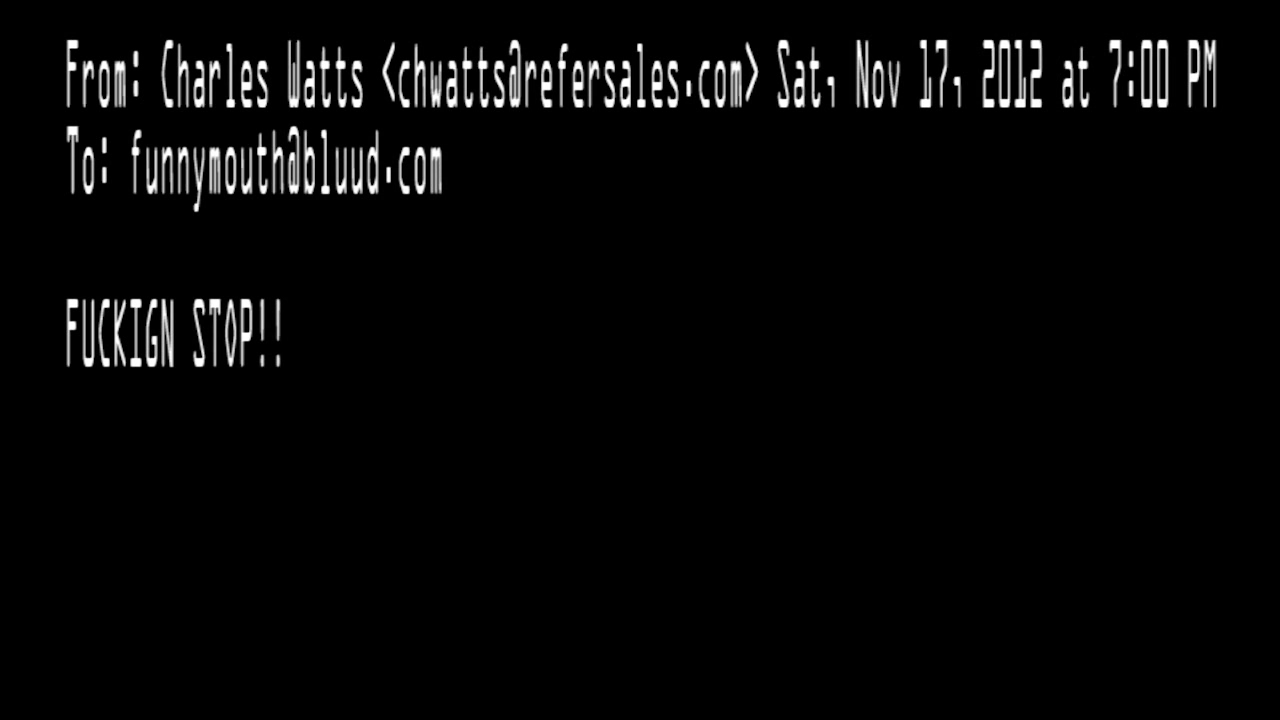 From: Charles Watts <chwatts@refersales.com> Sat, Nov 17, 2012 at 7:00 PM
To: funnymouth@bluud.com
FUCKIGN STOP!!